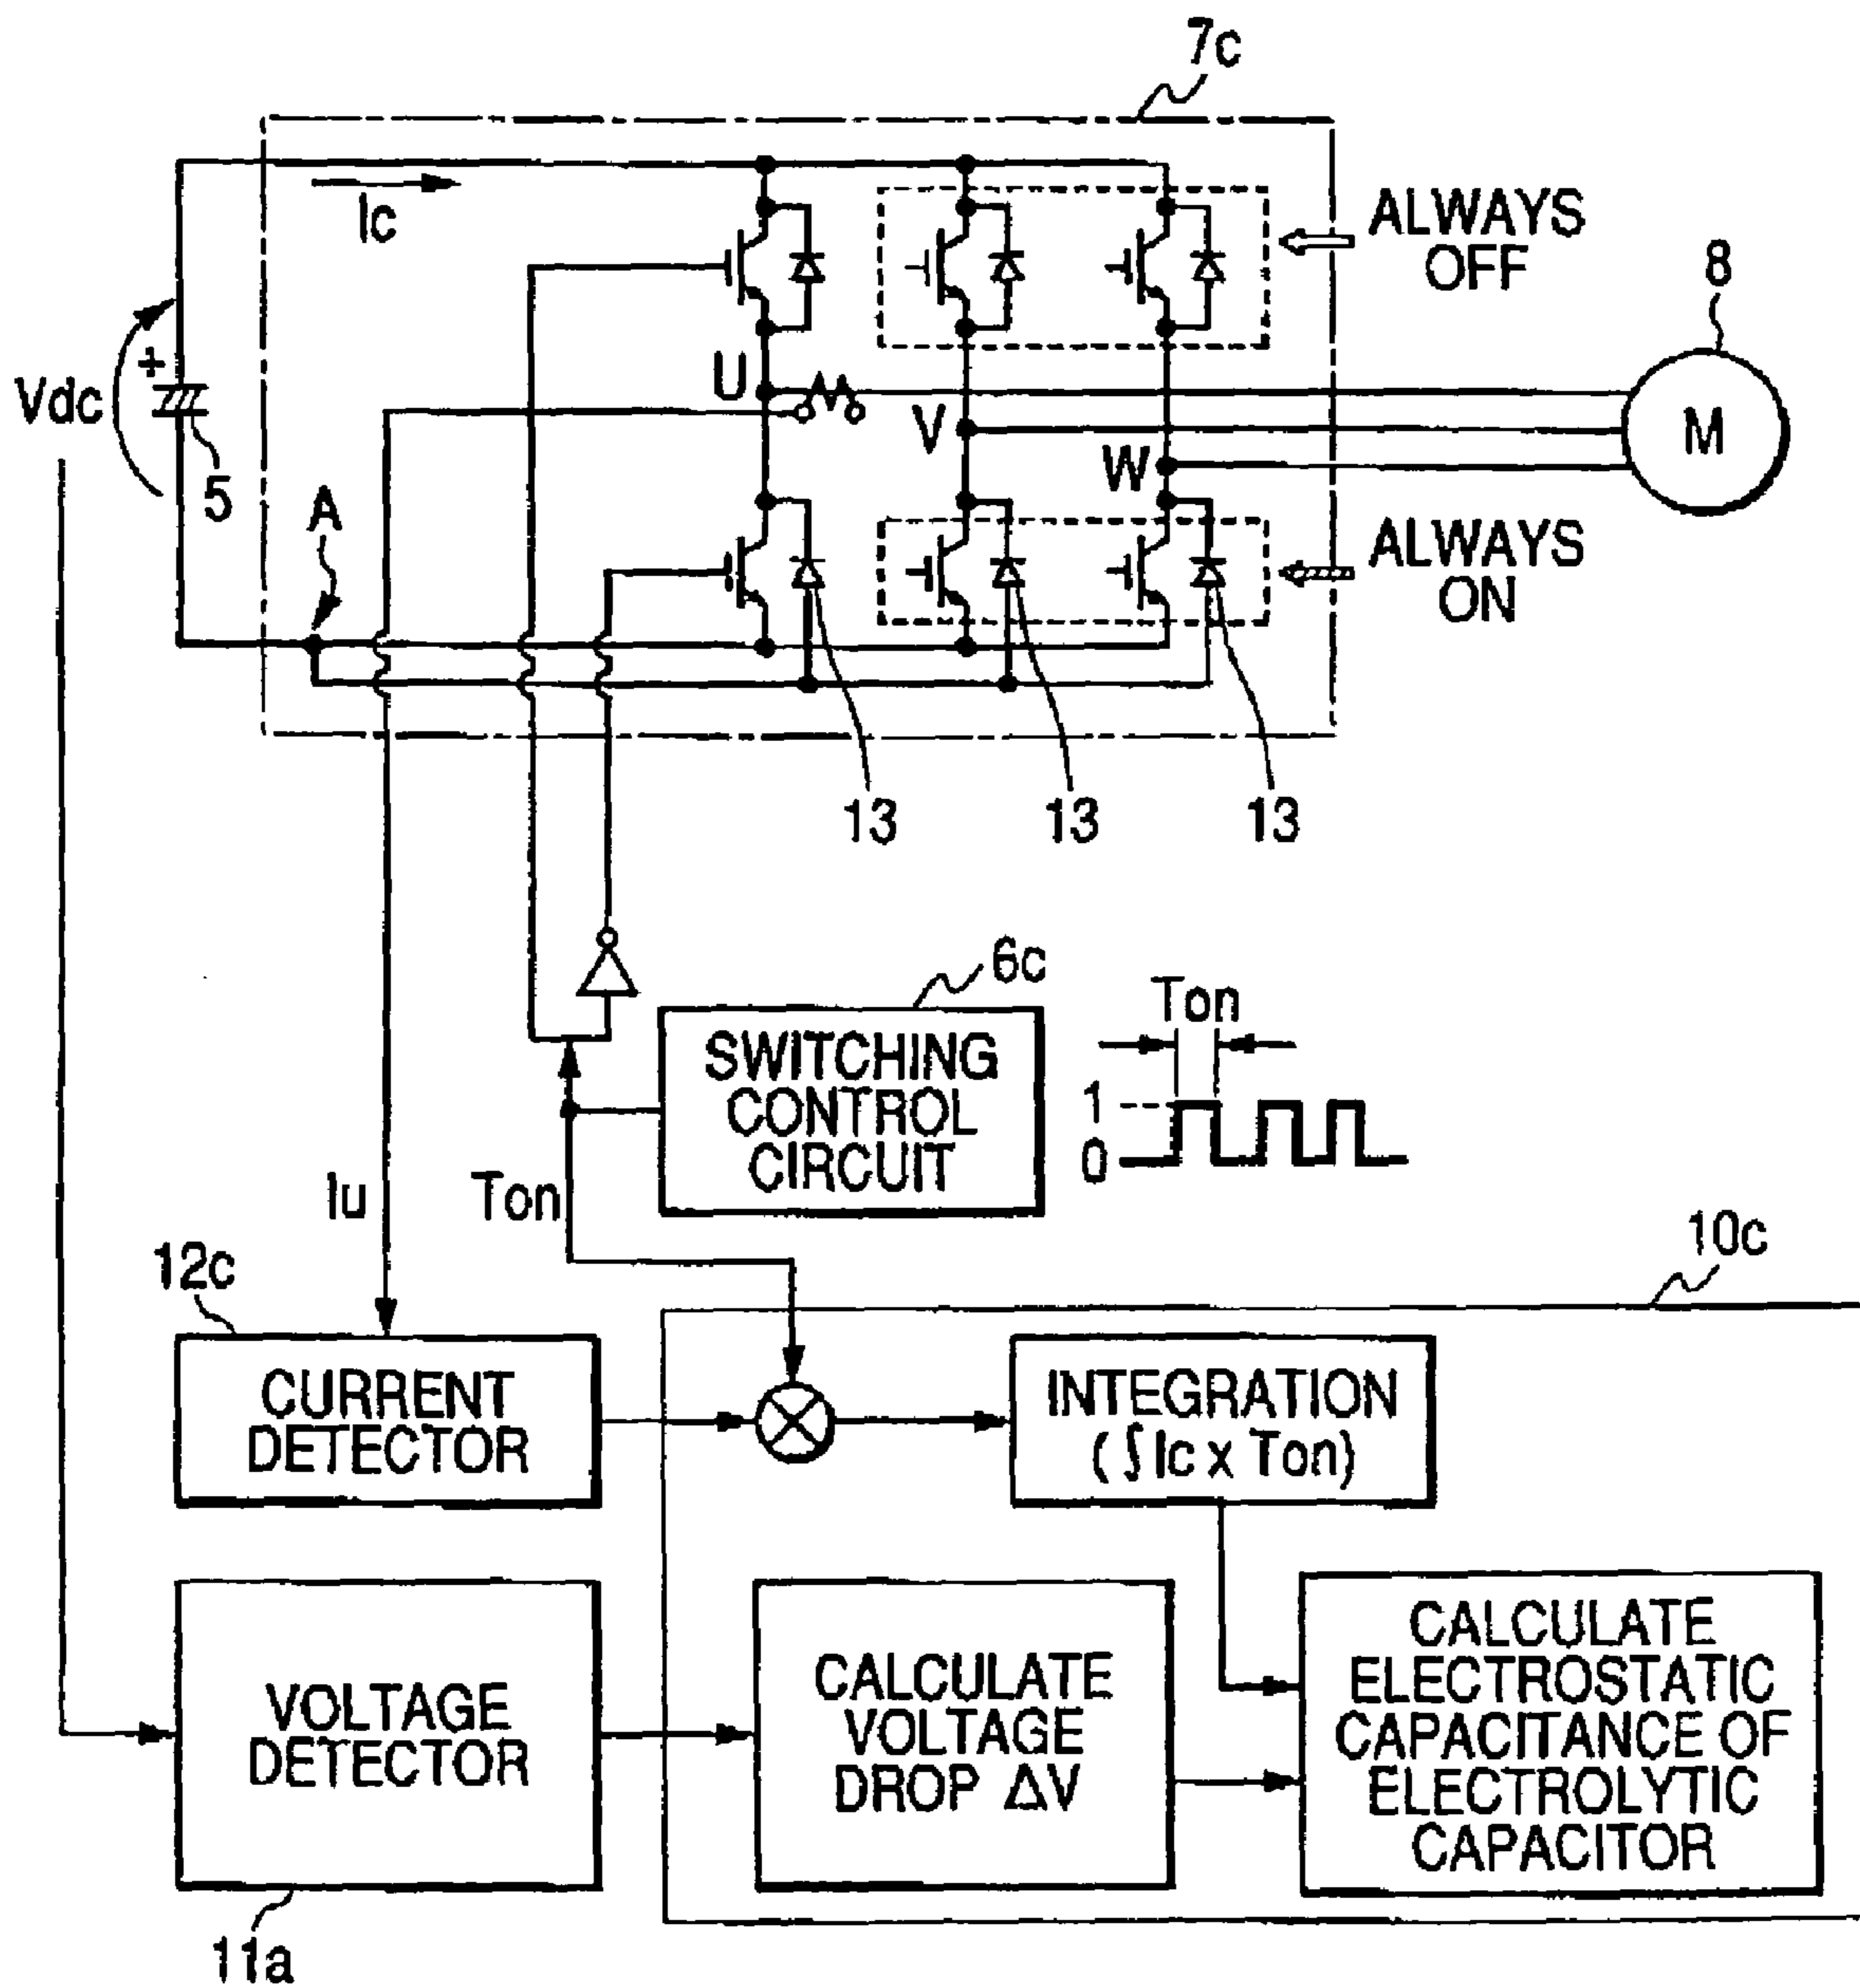 7c
Ic
ALWAYS
OFF
8
Vdc
+
5
U
V
W
M
A
ALWAYS
ON
13
13
13
6c
SWITCHING
CONTROL
CIRCUIT
Ton
1
0
Iu
Ton
12c
10c
CURRENT
DETECTOR
INTEGRATION
(∫Ic x Ton)
VOLTAGE
DETECTOR
CALCULATE
VOLTAGE
DROP ΔV
CALCULATE
ELECTROSTATIC
CAPACITANCE OF
ELECTROLYTIC
CAPACITOR
11a